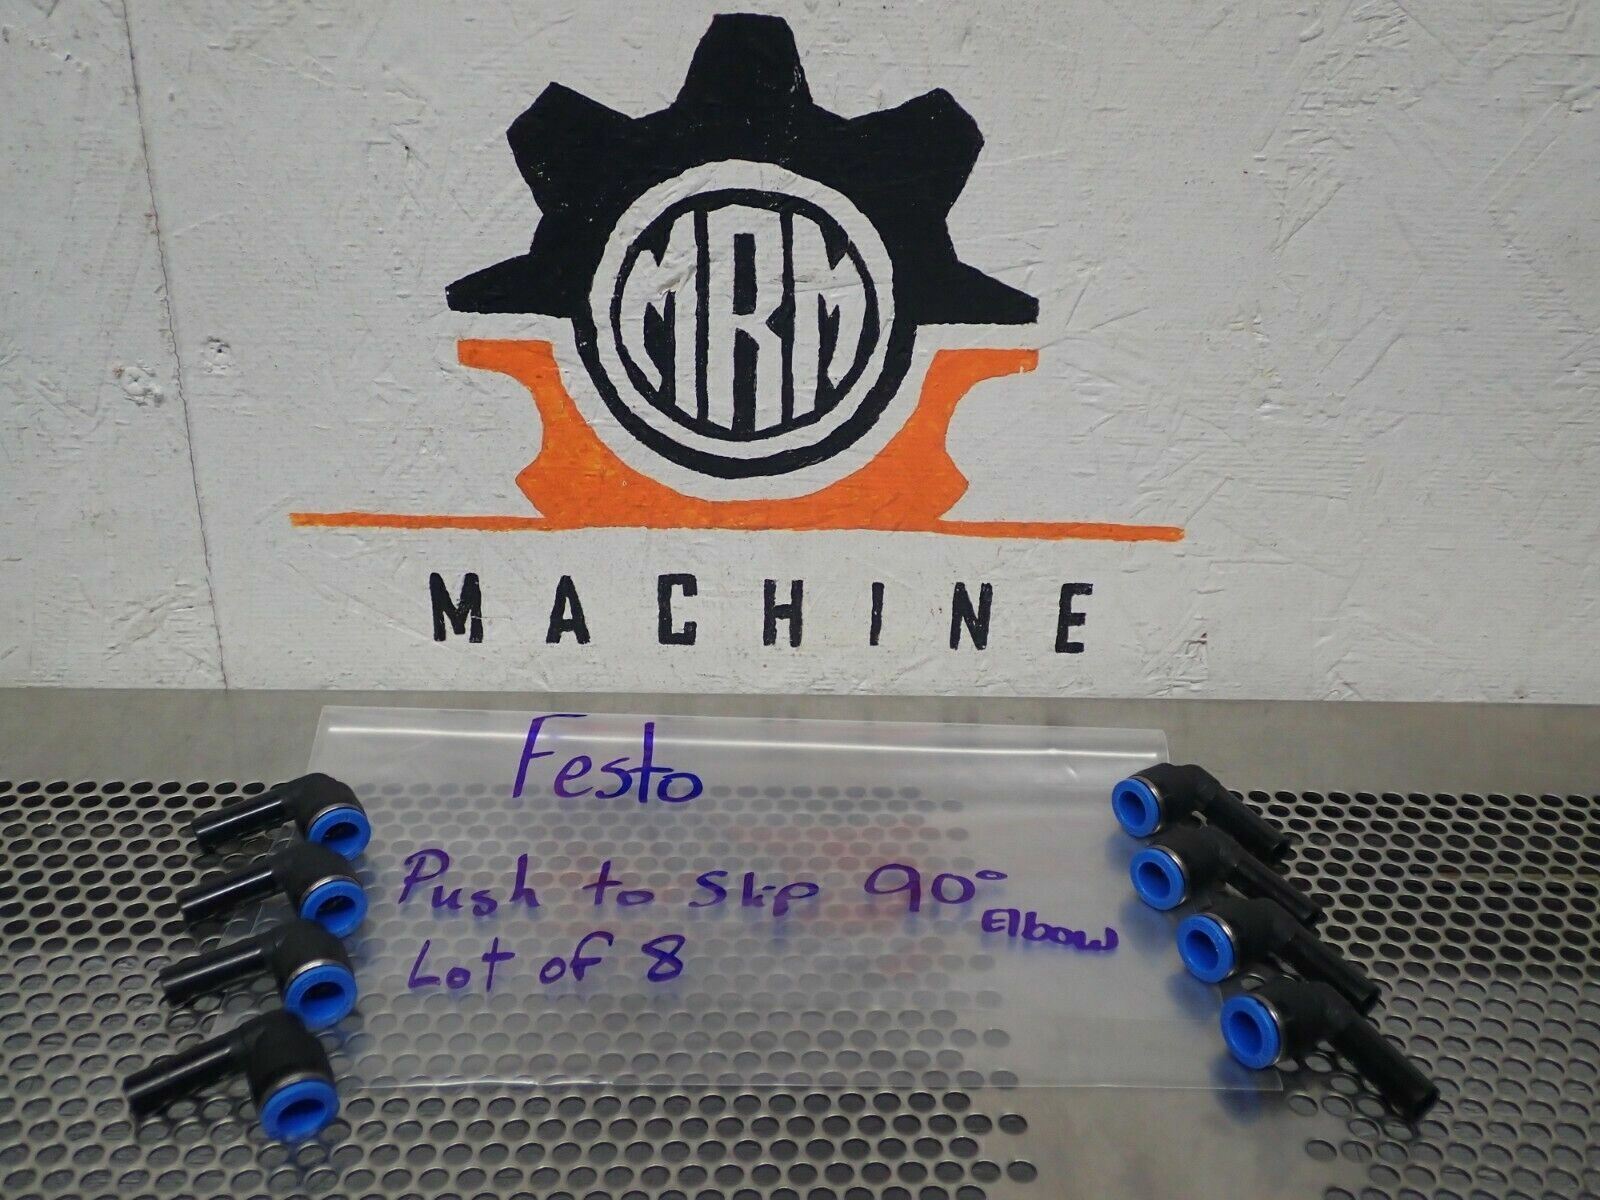 MRM
MACHINE
Festo
Push to Slip 90° Elbow
Lot of 8